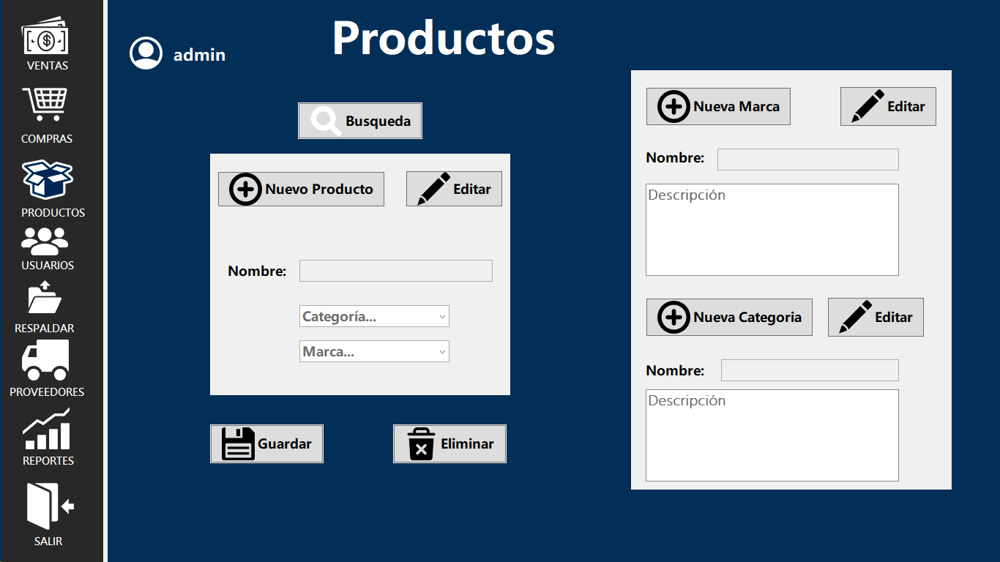 VENTAS
COMPRAS
PRODUCTOS
USUARIOS
RESPALDAR
PROVEEDORES
REPORTES
SALIR
admin
Productos
Busqueda
Nuevo Producto
Editar
Nombre:
Categoría...
Marca...
Guardar
Eliminar
Nueva Marca
Editar
Nombre:
Descripción
Nueva Categoria
Editar
Nombre:
Descripción